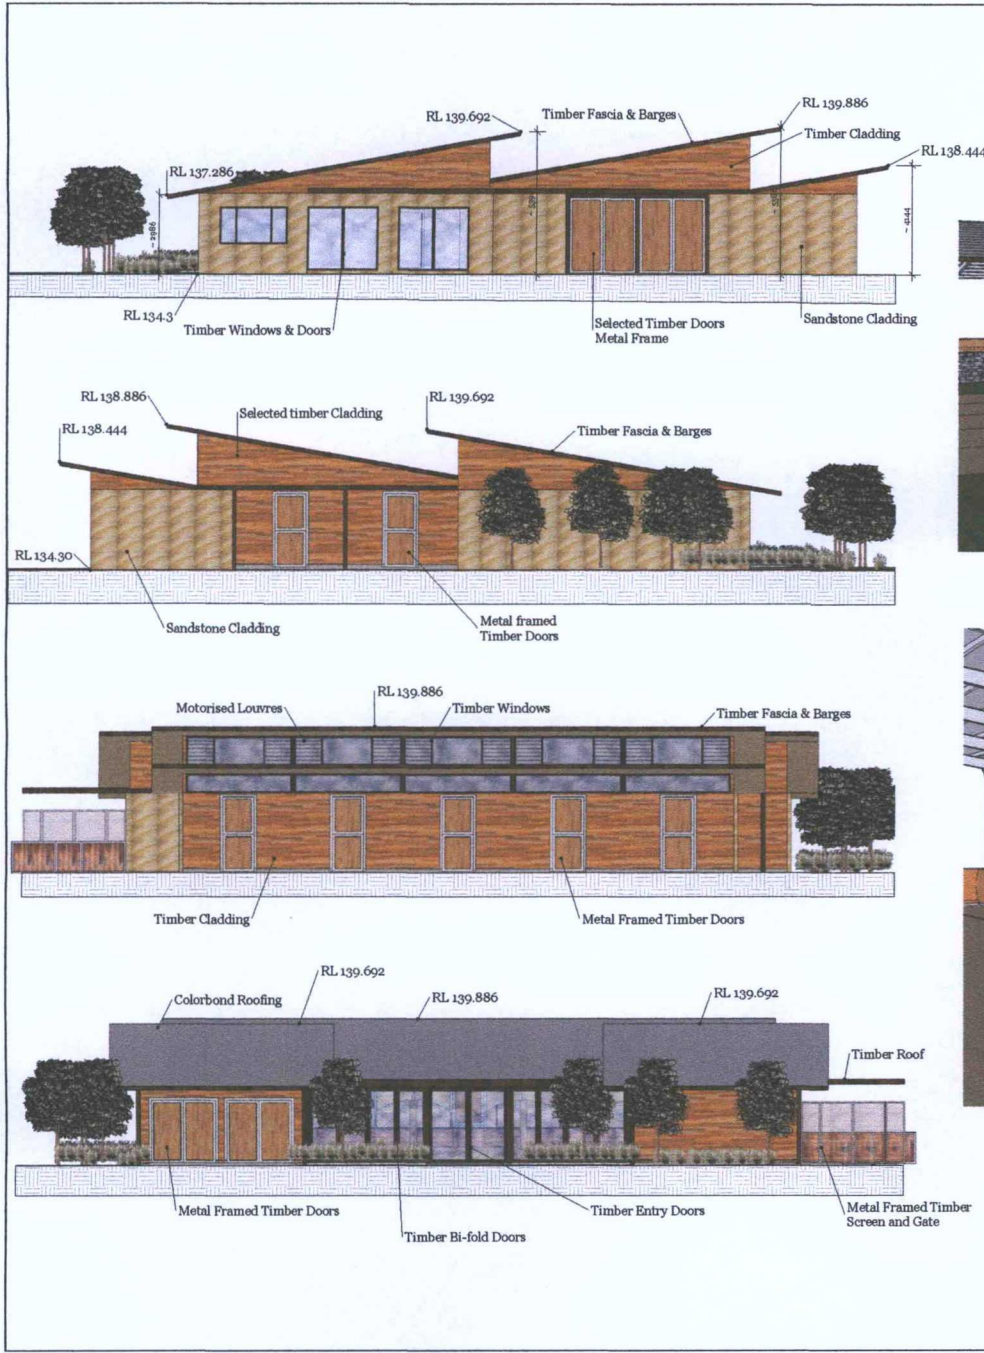 RL 139.692
Timber Fascia & Barges
RL 139.886
Timber Cladding
RL 138.444
RL 137.286
~ 2986
~ 4144
RL 134.3
Timber Windows & Doors
Selected Timber Doors
Metal Frame
Sandstone Cladding
RL 138.886
RL 139.692
Selected timber Cladding
RL 138.444
Timber Fascia & Barges
RL 134.30
Sandstone Cladding
Metal framed
Timber Doors
RL 139.886
Motorised Louvres
Timber Windows
Timber Fascia & Barges
Timber Cladding
Metal Framed Timber Doors
RL 139.692
Colorbond Roofing
RL 139.886
RL 139.692
Timber Roof
Metal Framed Timber Doors
Timber Entry Doors
Metal Framed Timber
Screen and Gate
Timber Bi-fold Doors